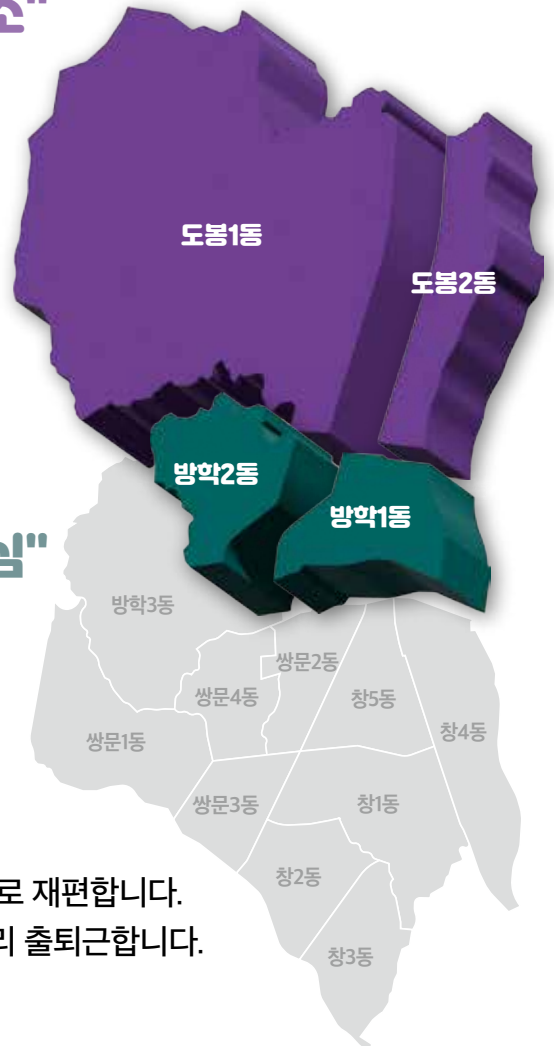 도봉1동
도봉2동
방학2동
방학1동
방학3동
쌍문2동
쌍문4동
창5동
창4동
쌍문1동
쌍문3동
창1동
창2동
로 재편합니다.
리 출퇴근합니다.
창3동